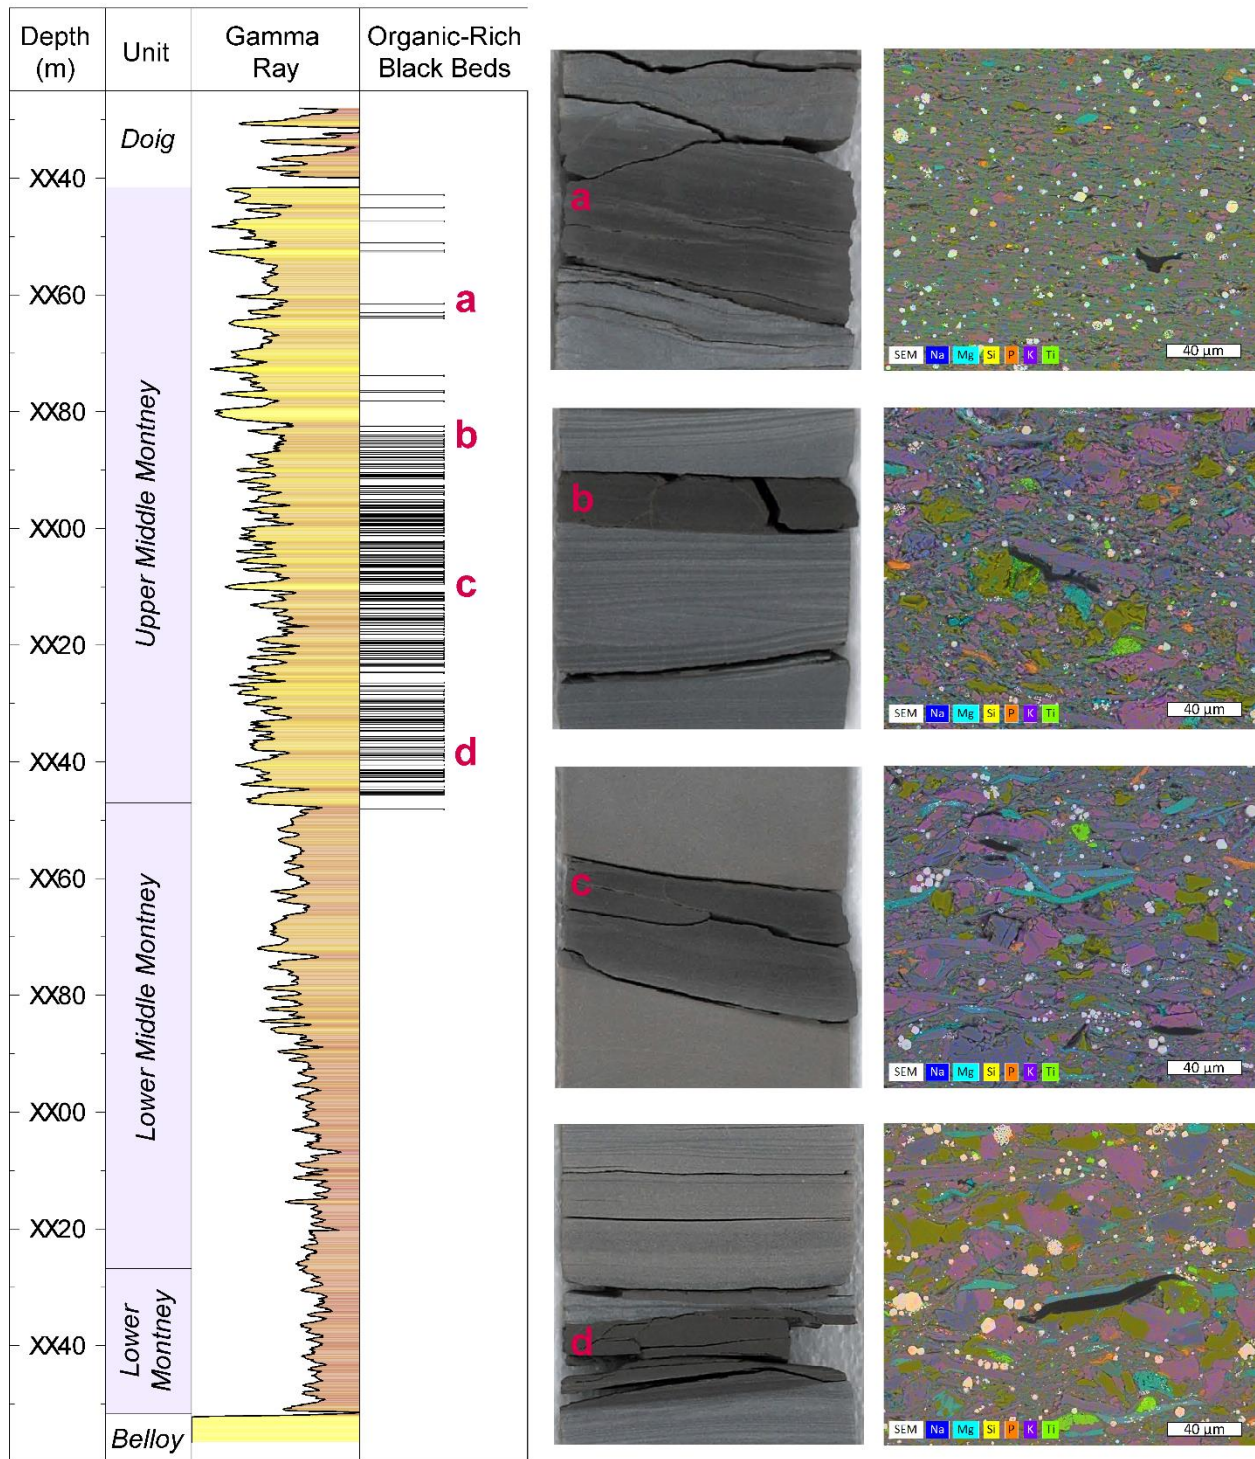 Depth
(m)
Unit
Gamma
Ray
Organic-Rich
Black Beds
Doig
Upper Middle Montney
Lower Middle Montney
Lower
Montney
Belloy
XX40
XX60
XX80
XX00
XX20
XX40
XX60
XX80
XX00
XX20
XX40
a
b
c
d
a
SEM Na Mg Si P K Ti
40 µm
b
SEM Na Mg Si P K Ti
40 µm
c
SEM Na Mg Si P K Ti
40 µm
d
SEM Na Mg Si P K Ti
40 µm